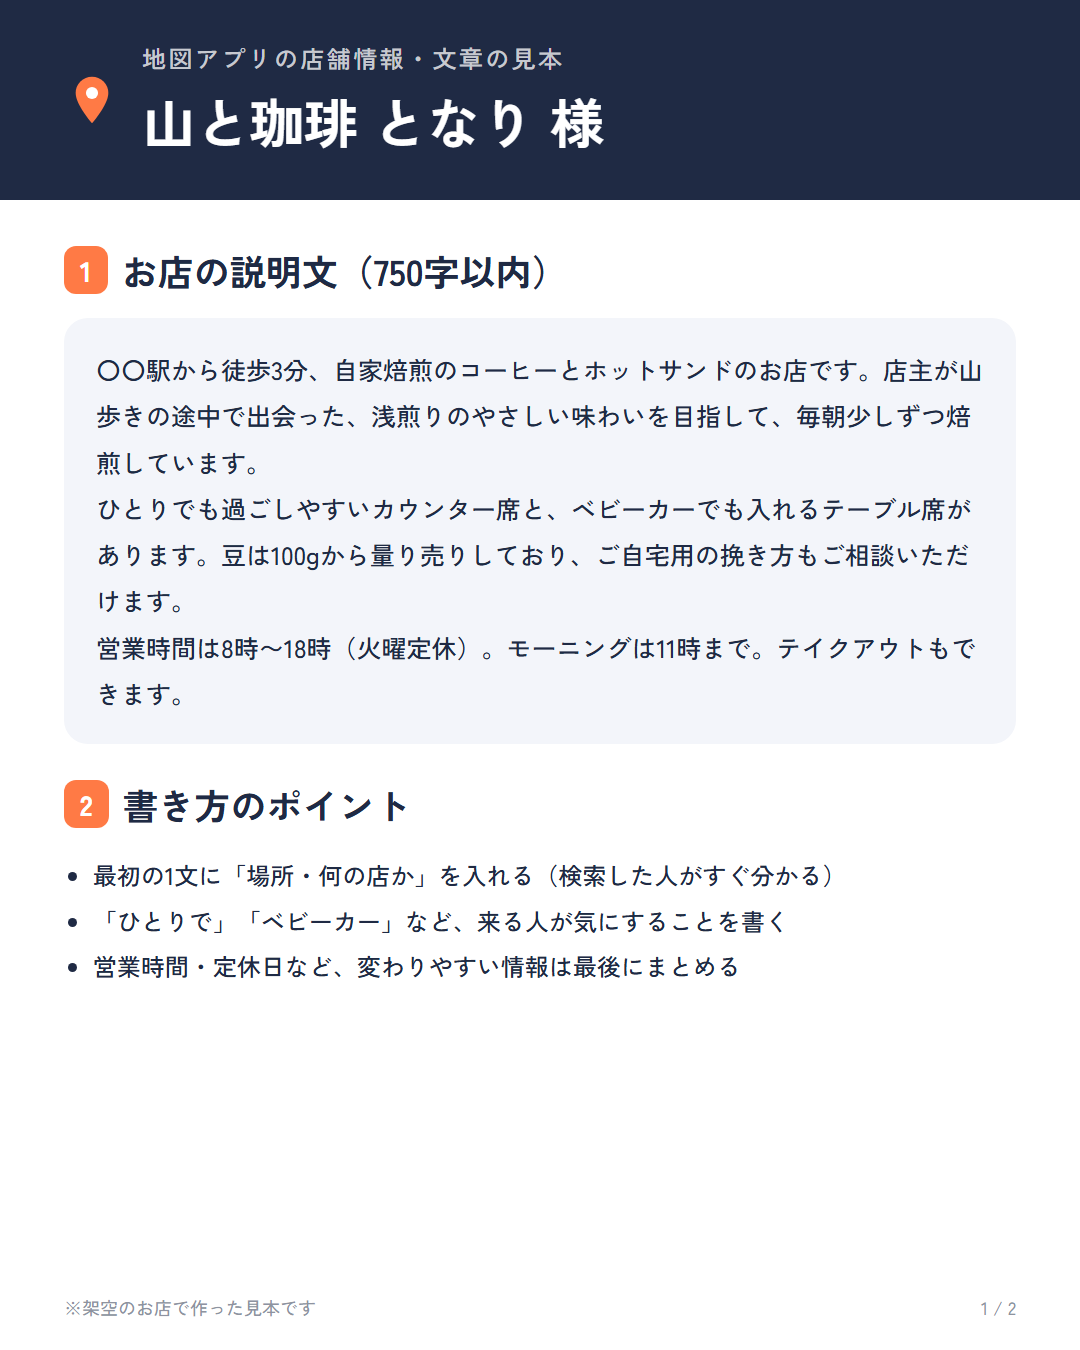 地図アプリの店舗情報・文章の見本
山と珈琲 となり 様
1 お店の説明文（750字以内）
〇〇駅から徒歩3分、自家焙煎のコーヒーとホットサンドのお店です。店主が山
歩きの途中で出会った、浅煎りのやさしい味わいを目指して、毎朝少しずつ焙
煎しています。
ひとりでも過ごしやすいカウンター席と、ベビーカーでも入れるテーブル席が
あります。豆は100gから量り売りしており、ご自宅用の挽き方もご相談いただ
けます。
営業時間は8時〜18時（火曜定休）。モーニングは11時まで。テイクアウトもで
きます。
2 書き方のポイント
• 最初の1文に「場所・何の店か」を入れる（検索した人がすぐ分かる）
• 「ひとりで」「ベビーカー」など、来る人が気にすることを書く
• 営業時間・定休日など、変わりやすい情報は最後にまとめる
※架空のお店で作った見本です
1 / 2